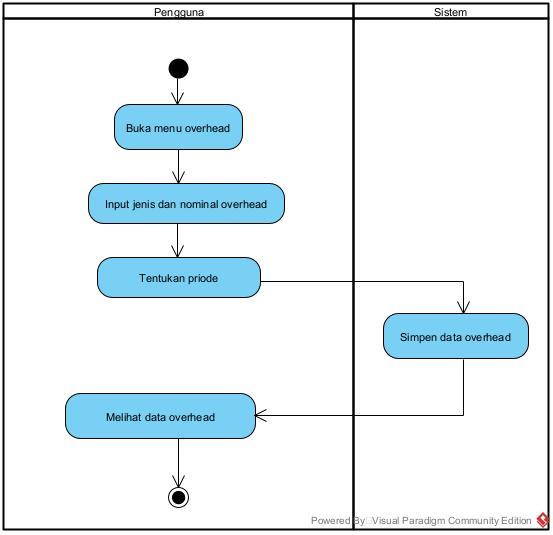 Pengguna
Sistem
Buka menu overhead
Input jenis dan nominal overhead
Tentukan priode
Simpen data overhead
Melihat data overhead
Powered By Visual Paradigm Community Edition